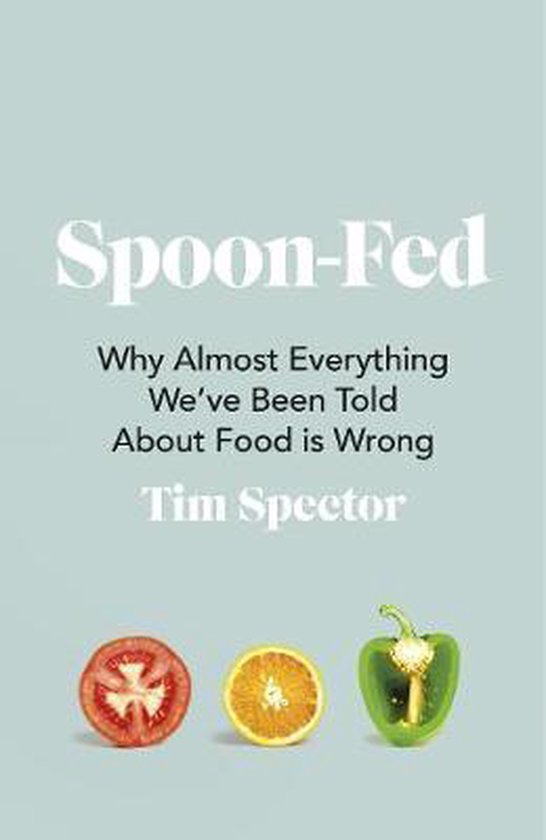 Spoon-Fed
Why Almost Everything
We've Been Told
About Food is Wrong
Tim Spector